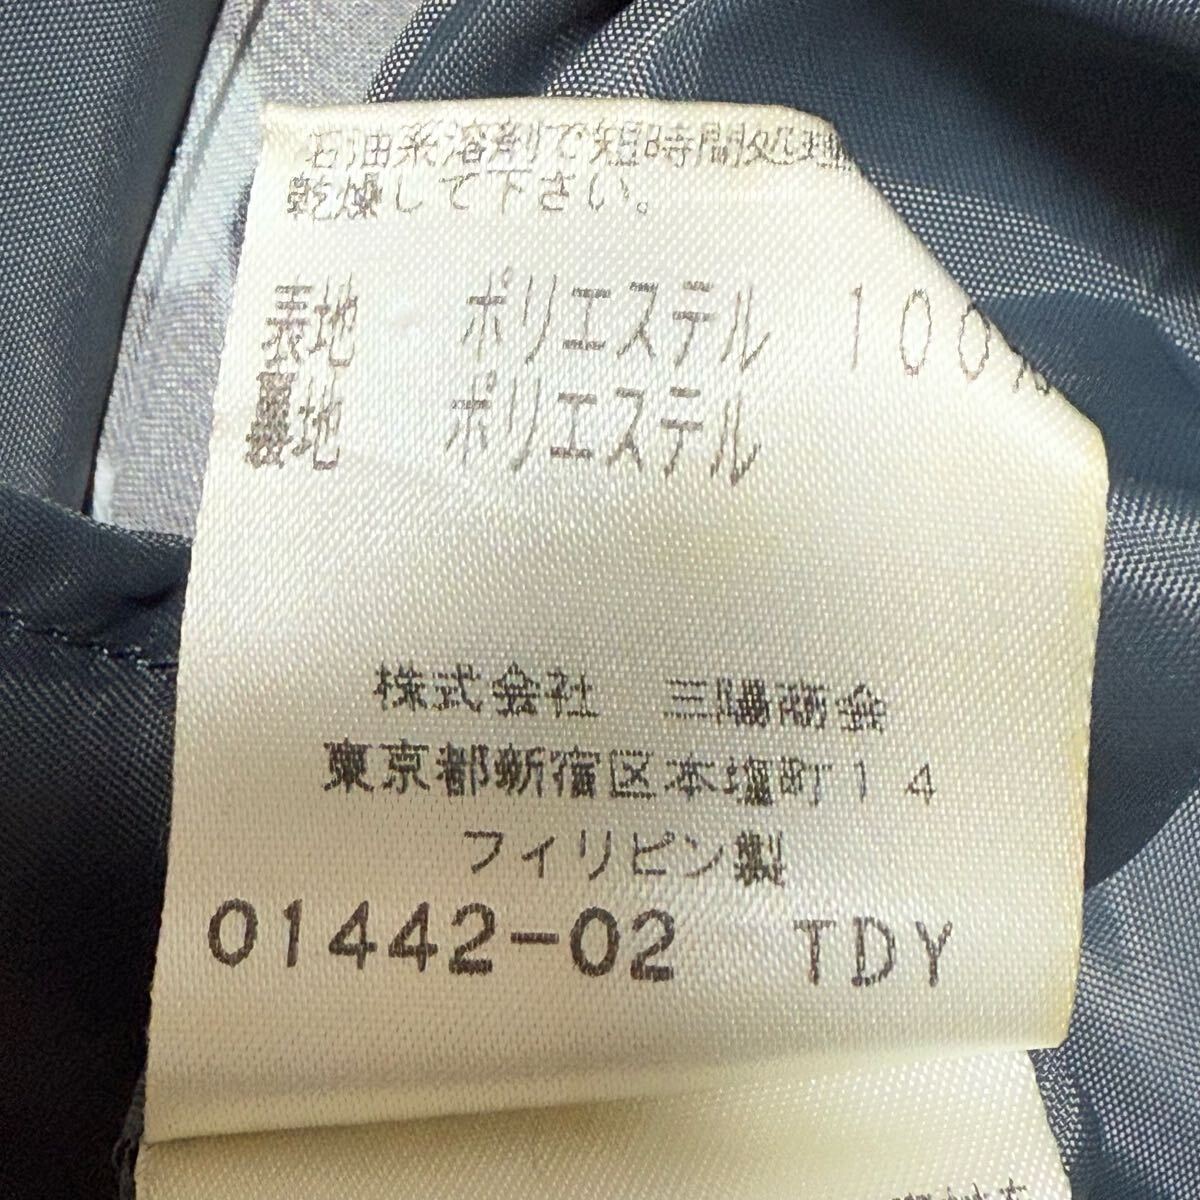 石油系溶剤で短時間処理
乾燥して下さい。
表地 ポリエステル 100%
裏地 ポリエステル
株式会社 三陽商会
東京都新宿区本塩町14
フィリピン製
01442-02 TDY